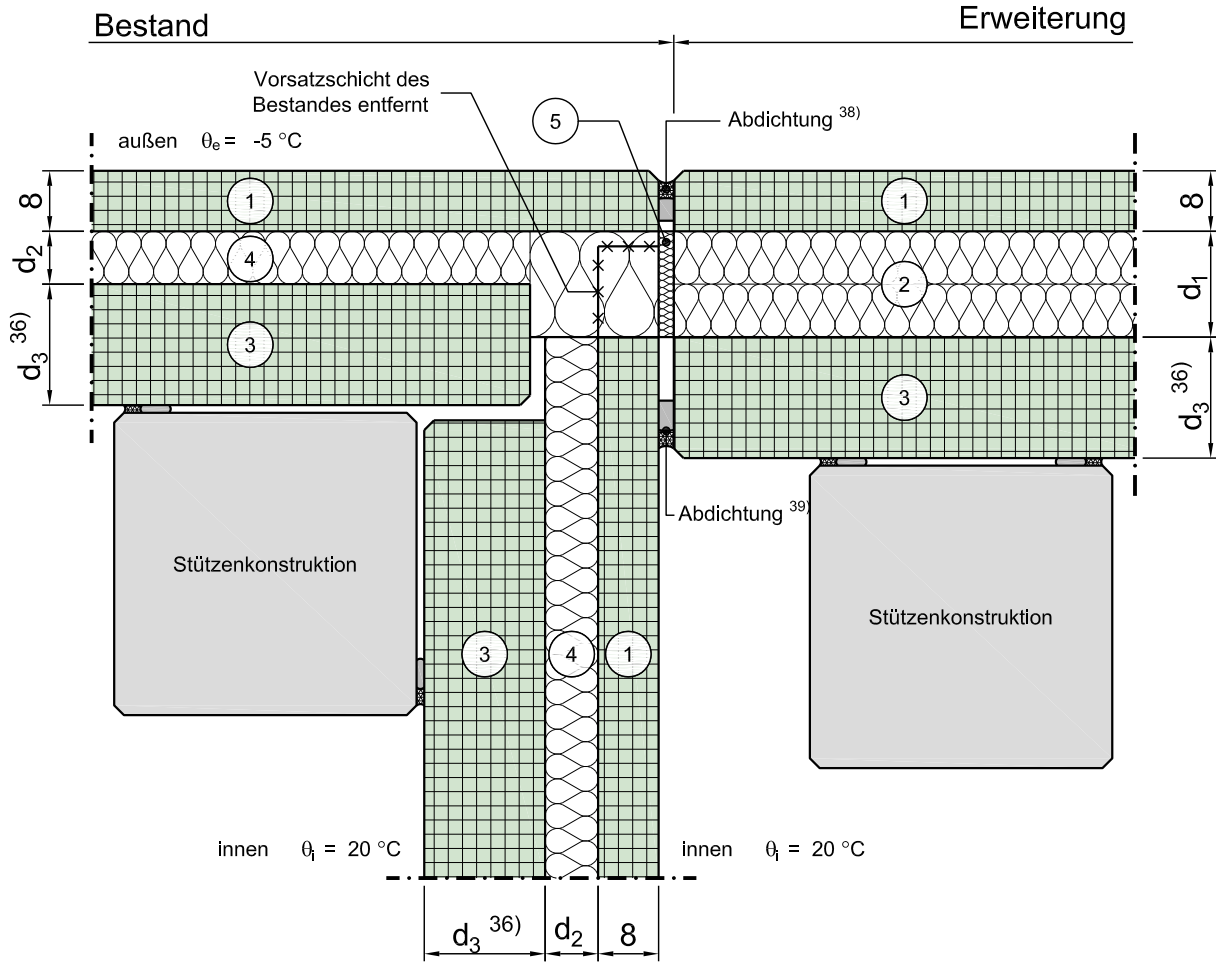 Bestand
Erweiterung
Vorsatzschicht des
Bestandes entfernt
5
Abdichtung 38)
außen θe = -5 °C
8
1
1
8
d2
4
2
d1
d3 36)
3
3
d3 36)
Abdichtung 39)
Stützenkonstruktion
Stützenkonstruktion
3
4
1
innen θi = 20 °C
innen θi = 20 °C
d3 36)
d2
8